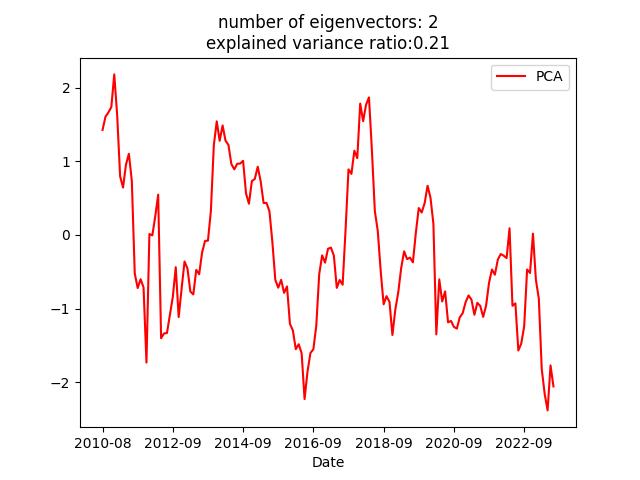 number of eigenvectors: 2
explained variance ratio:0.21
PCA
2
1
0
−1
−2
2010-08 2012-09 2014-09 2016-09 2018-09 2020-09 2022-09
Date